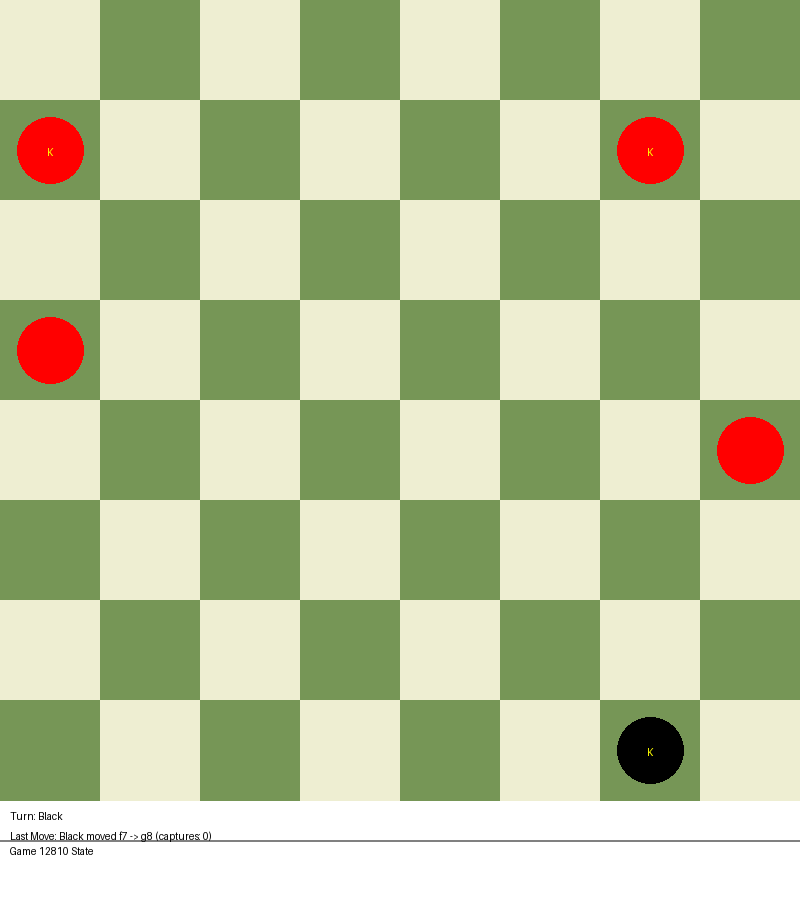 K K
K
Turn: Black
Last Move: Black moved f7 -> g8 (captures: 0)
Game 12810 State